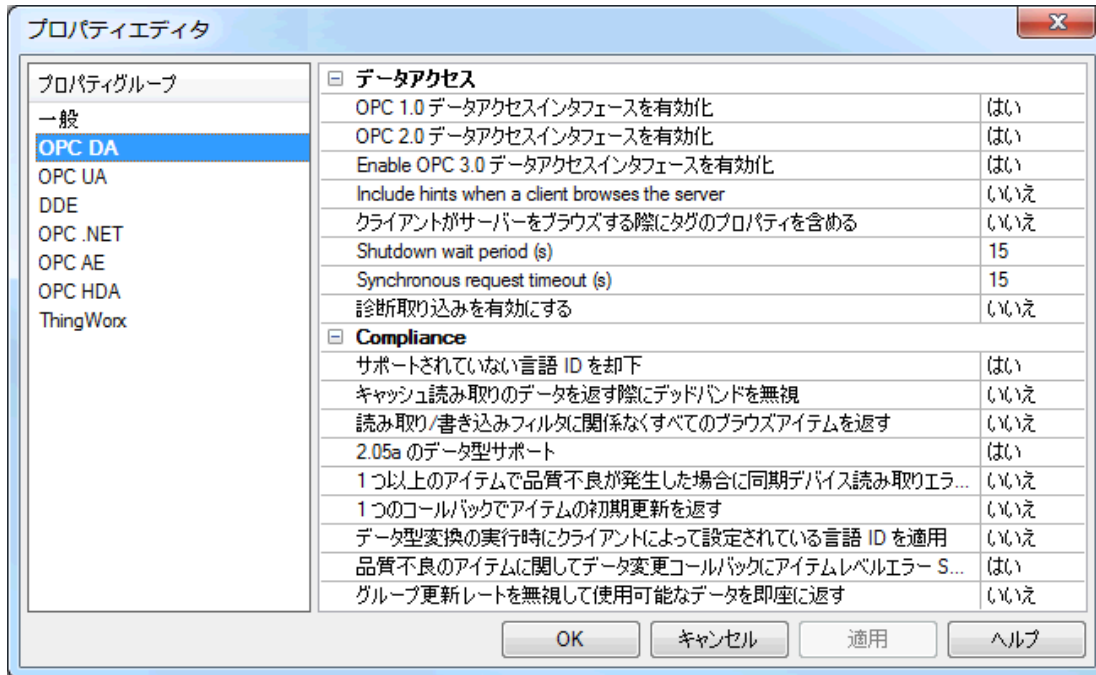 プロパティエディタ
プロパティグループ
一般
OPC DA
OPC UA
DDE
OPC .NET
OPC AE
OPC HDA
ThingWorx
データアクセス
OPC 1.0 データアクセスインタフェースを有効化 はい
OPC 2.0 データアクセスインタフェースを有効化 はい
Enable OPC 3.0 データアクセスインタフェースを有効化 はい
Include hints when a client browses the server いいえ
クライアントがサーバーをブラウズする際にタグのプロパティを含める いいえ
Shutdown wait period (s) 15
Synchronous request timeout (s) 15
診断取り込みを有効にする いいえ
Compliance
サポートされていない言語 ID を却下 はい
キャッシュ読み取りのデータを返す際にデッドバンドを無視 いいえ
読み取り/書き込みフィルタに関係なくすべてのブラウズアイテムを返す いいえ
2.05a のデータ型サポート はい
1 つ以上のアイテムで品質不良が発生した場合に同期デバイス読み取りエラ... いいえ
1 つのコールバックでアイテムの初期更新を返す いいえ
データ型変換の実行時にクライアントによって設定されている言語 ID を適用 いいえ
品質不良のアイテムに関してデータ変更コールバックにアイテムレベルエラー S... はい
グループ更新レートを無視して使用可能なデータを即座に返す いいえ
OK キャンセル 適用 ヘルプ